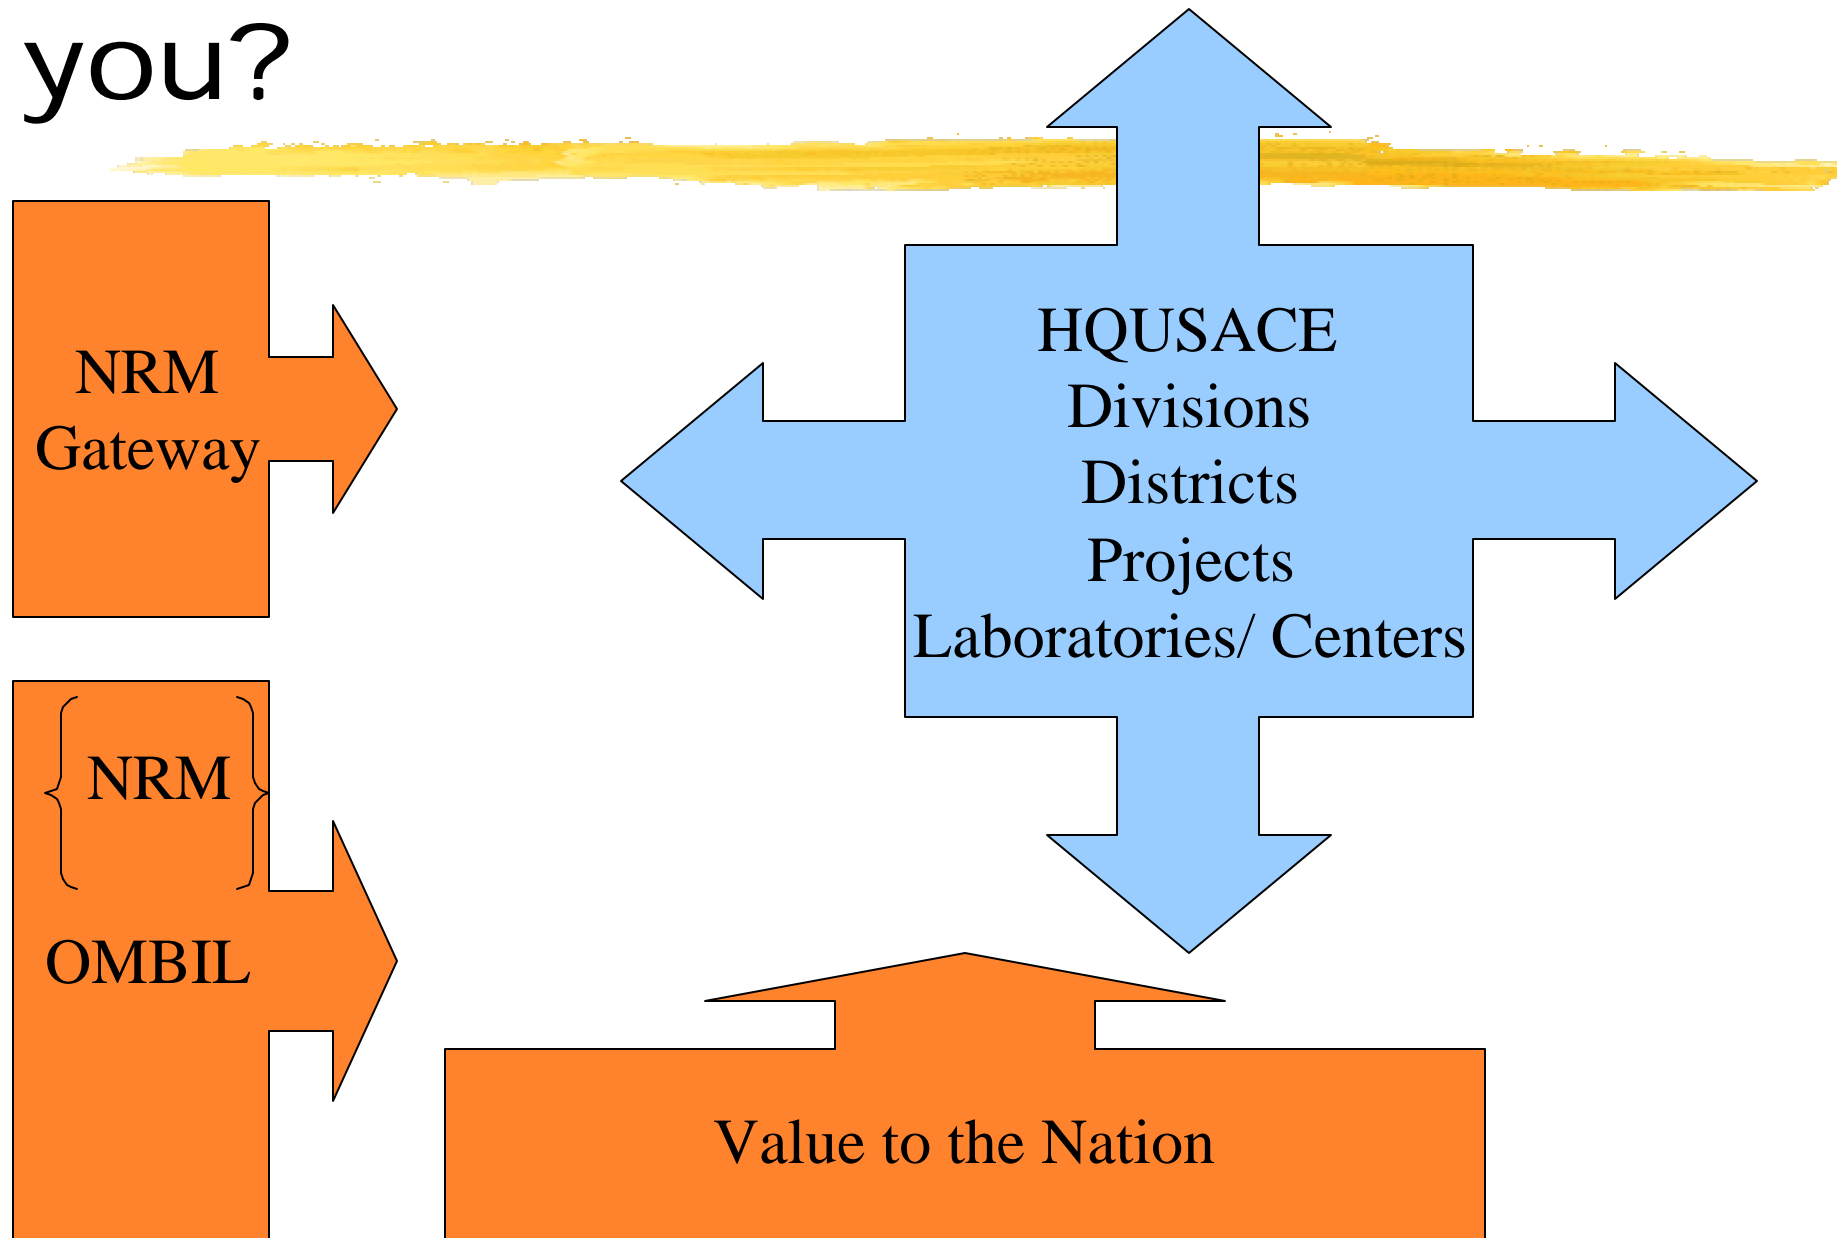 you?
NRM
Gateway
HQUSACE
Divisions
Districts
Projects
Laboratories/ Centers
NRM
OMBIL
Value to the Nation